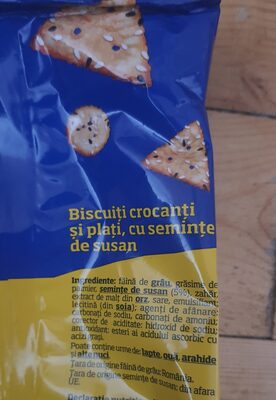 Biscuiți crocanți
și plați, cu semințe
de susan
Ingrediente: făină de grâu, grăsime de
palmier, semințe de susan (5%), zahăr,
extract de malț din orz, sare, emulsifiant:
lecitină (din soia); agenți de afânare:
carbonați de sodiu, carbonați de amoniu;
corector de aciditate: hidroxid de sodiu;
antioxidant: esteri ai acidului ascorbic cu
acizi grași.
Poate conține urme de: lapte, ouă, arahide
și alte nuci.
Țara de origine făină de grâu: România.
Țara de origine semințe de susan: din afara
UE.
Declarație